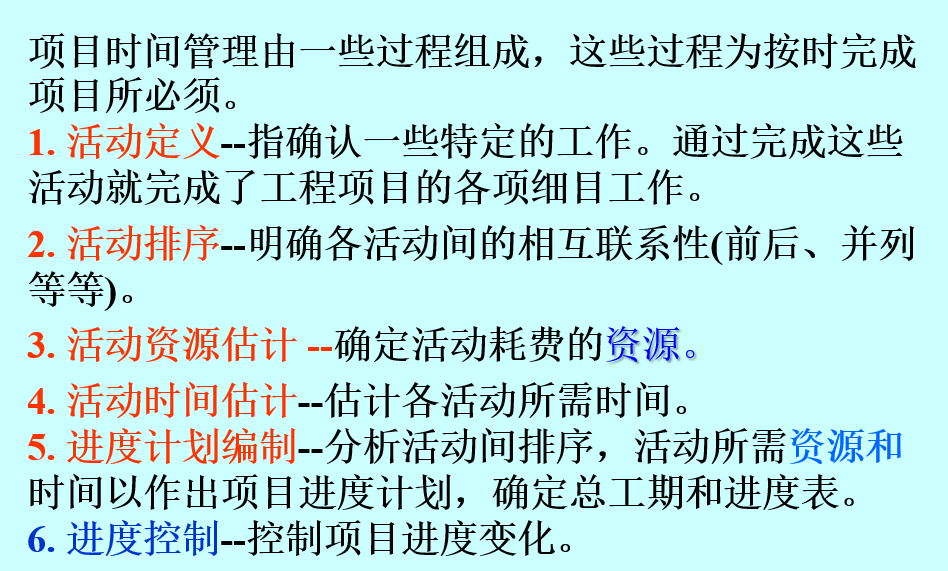 项目时间管理由一些过程组成，这些过程为按时完成
项目所必须。
1. 活动定义--指确认一些特定的工作。通过完成这些
活动就完成了工程项目的各项细目工作。
2. 活动排序--明确各活动间的相互联系性(前后、并列
等等)。
3. 活动资源估计 --确定活动耗费的资源。
4. 活动时间估计--估计各活动所需时间。
5. 进度计划编制--分析活动间排序，活动所需资源和
时间以作出项目进度计划，确定总工期和进度表。
6. 进度控制--控制项目进度变化。